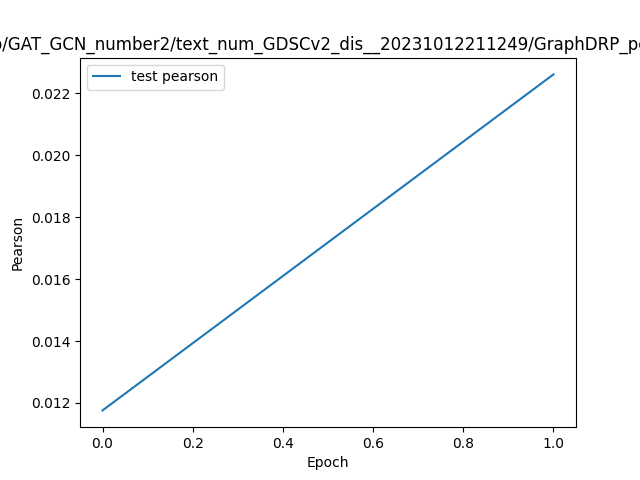 o/GAT_GCN_number2/text_num_GDSCv2_dis__20231012211249/GraphDRP_pe
test pearson
0.022
0.020
0.018
0.016
0.014
0.012
Pearson
0.0 0.2 0.4 0.6 0.8 1.0
Epoch